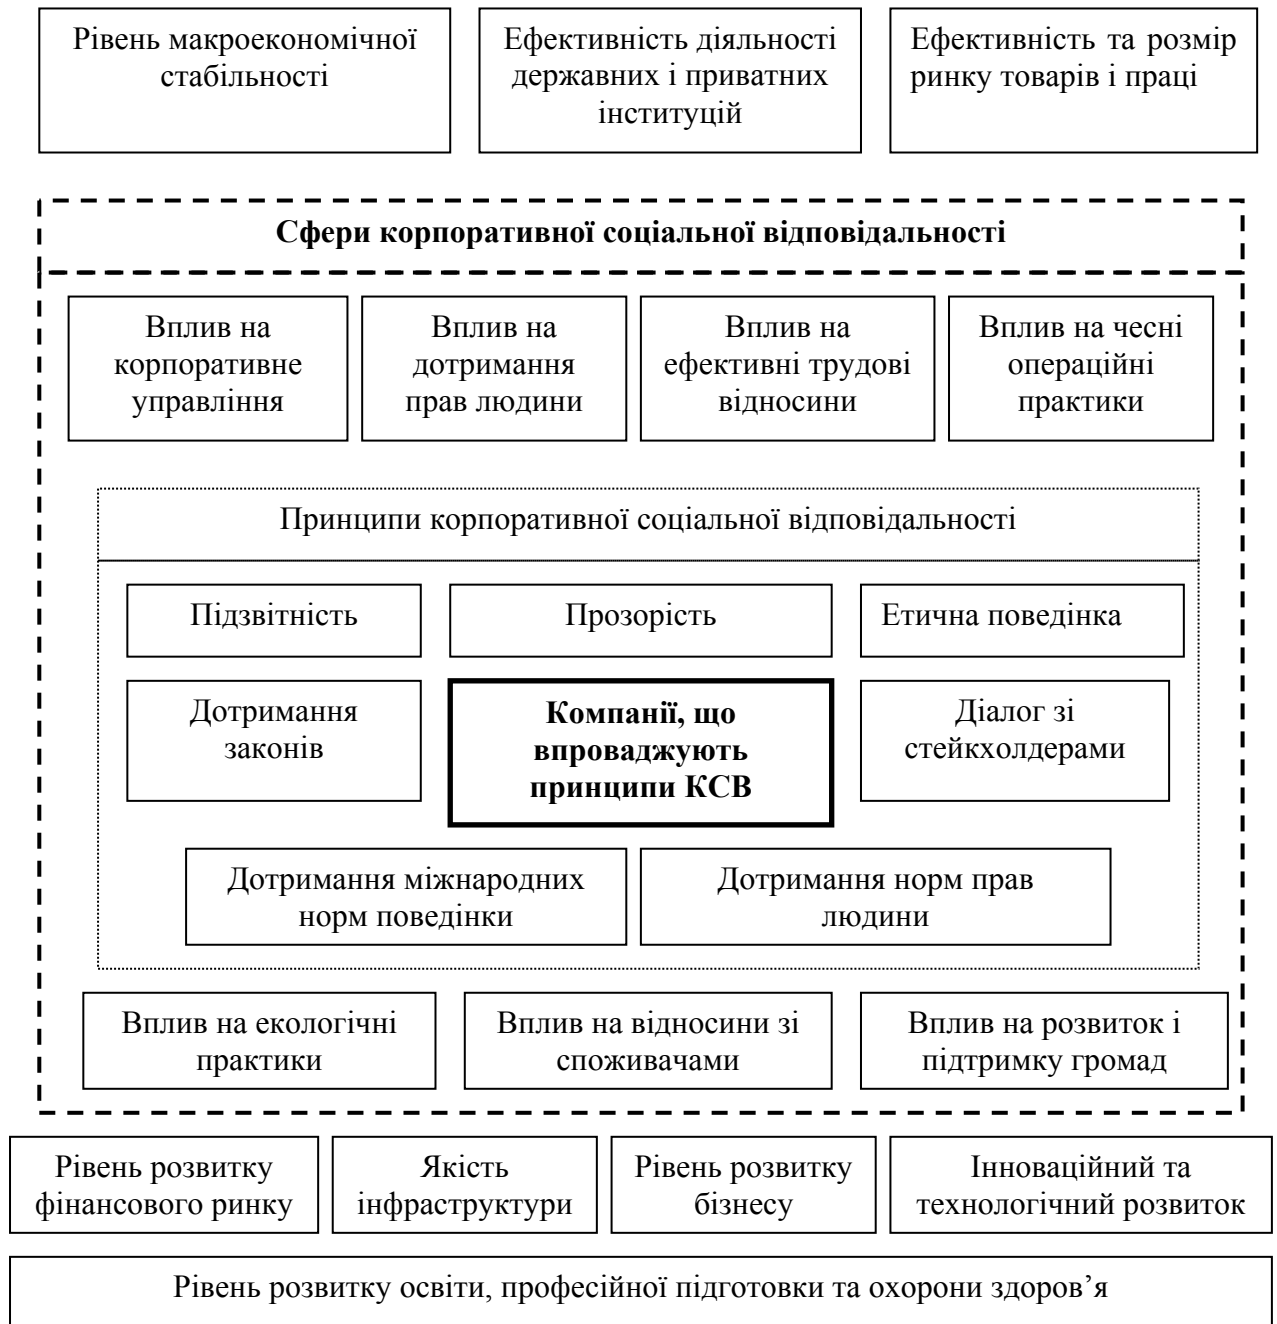 Рівень макроекономічної
стабільності
Ефективність діяльності
державних і приватних
інституцій
Ефективність та розмір
ринку товарів і праці
Сфери корпоративної соціальної відповідальності
Вплив на
корпоративне
управління
Вплив на
дотримання
прав людини
Вплив на
ефективні трудові
відносини
Вплив на чесні
операційні
практики
Принципи корпоративної соціальної відповідальності
Підзвітність
Прозорість
Етична поведінка
Дотримання
законів
Компанії, що
впроваджують
принципи КСВ
Діалог зі
стейкхолдерами
Дотримання міжнародних
норм поведінки
Дотримання норм прав
людини
Вплив на екологічні
практики
Вплив на відносини зі
споживачами
Вплив на розвиток і
підтримку громад
Рівень розвитку
фінансового ринку
Якість
інфраструктури
Рівень розвитку
бізнесу
Інноваційний та
технологічний розвиток
Рівень розвитку освіти, професійної підготовки та охорони здоров’я